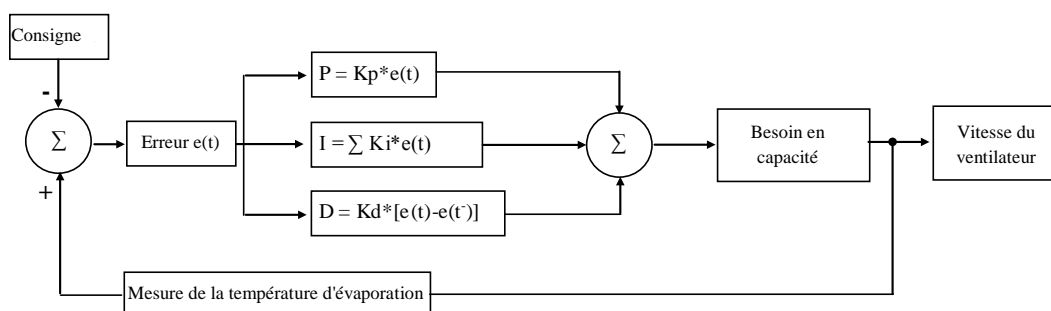 Consigne
-
∑
+
Erreur e(t)
P = Kp*e(t)
I = ∑ Ki*e(t)
D = Kd*[e(t)-e(t⁻)]
∑
Besoin en
capacité
Vitesse du
ventilateur
Mesure de la température d'évaporation